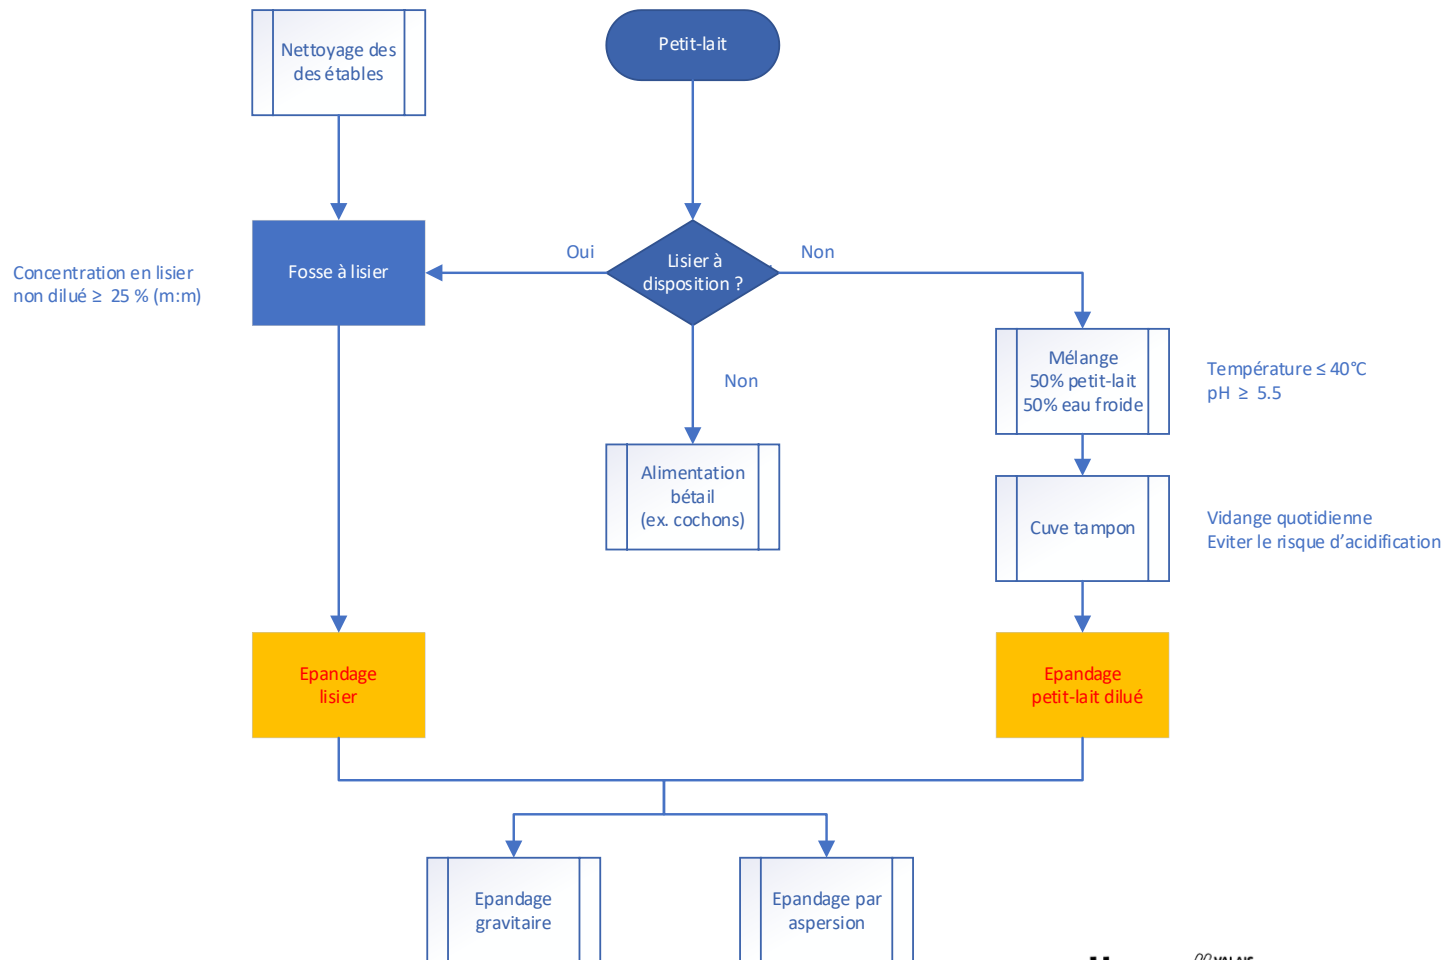 Nettoyage des
des étables
Petit-lait
Oui
Non
Lisier à
disposition ?
Fosse à lisier
Concentration en lisier
non dilué ≥ 25 % (m:m)
Non
Mélange
50% petit-lait
50% eau froide
Température ≤ 40°C
pH ≥ 5.5
Alimentation
bétail
(ex. cochons)
Cuve tampon
Vidange quotidienne
Eviter le risque d’acidification
Epandage
lisier
Epandage
petit-lait dilué
Epandage
gravitaire
Epandage par
aspersion